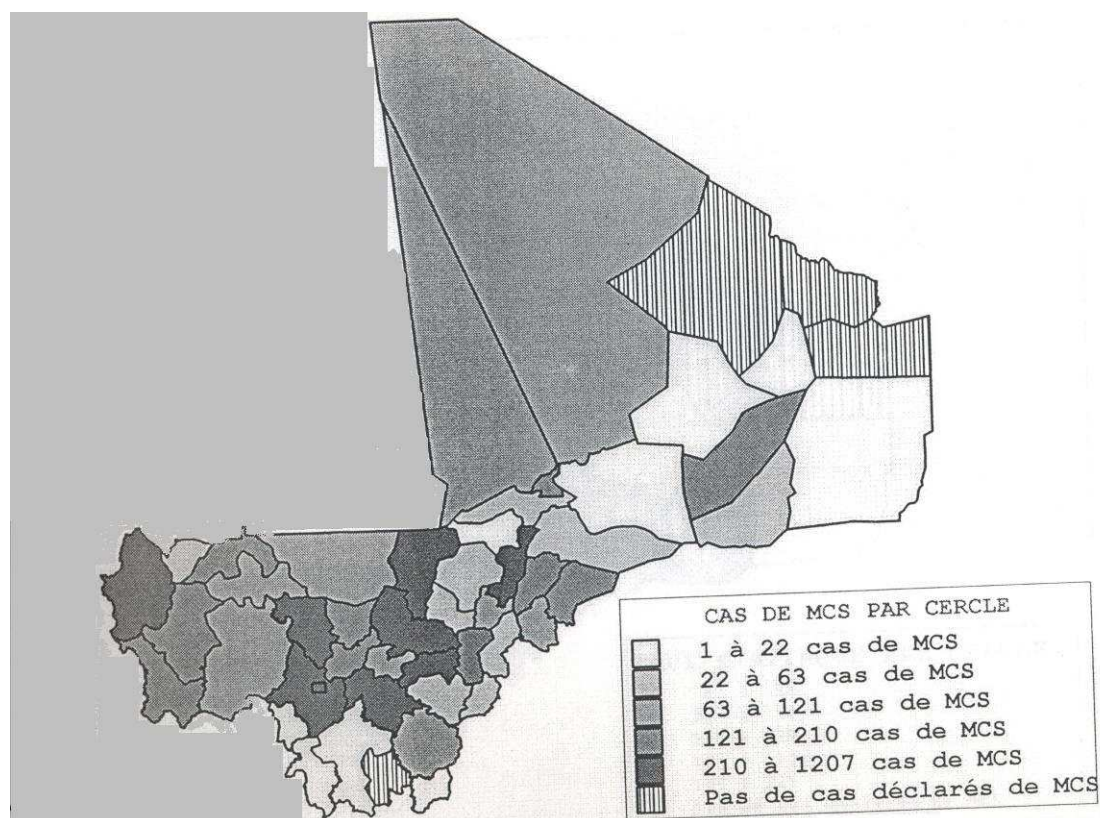 CAS DE MCS PAR CERCLE
1 à 22 cas de MCS
22 à 63 cas de MCS
63 à 121 cas de MCS
121 à 210 cas de MCS
210 à 1207 cas de MCS
Pas de cas déclarés de MCS